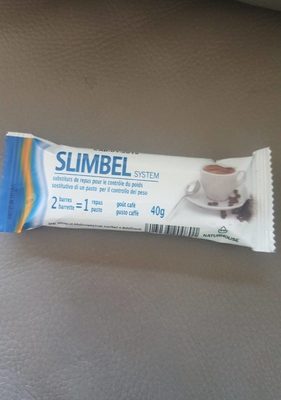 SLIMBEL SYSTEM
substituts de repas pour le contrôle du poids
sostitutivo di un pasto per il controllo del peso
2 barres barrette = 1 repas pasto
goût café
gusto caffè
40g
NATURHOUSE